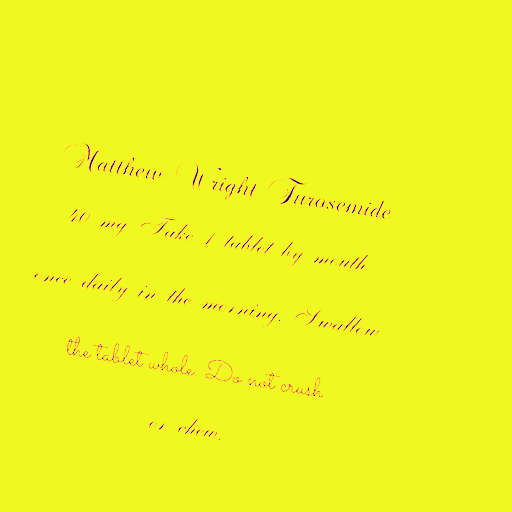 Matthew Wright Furosemide
40 mg Take 1 tablet by mouth
once daily in the morning. Swallow
the tablet whole. Do not crush
or chew.